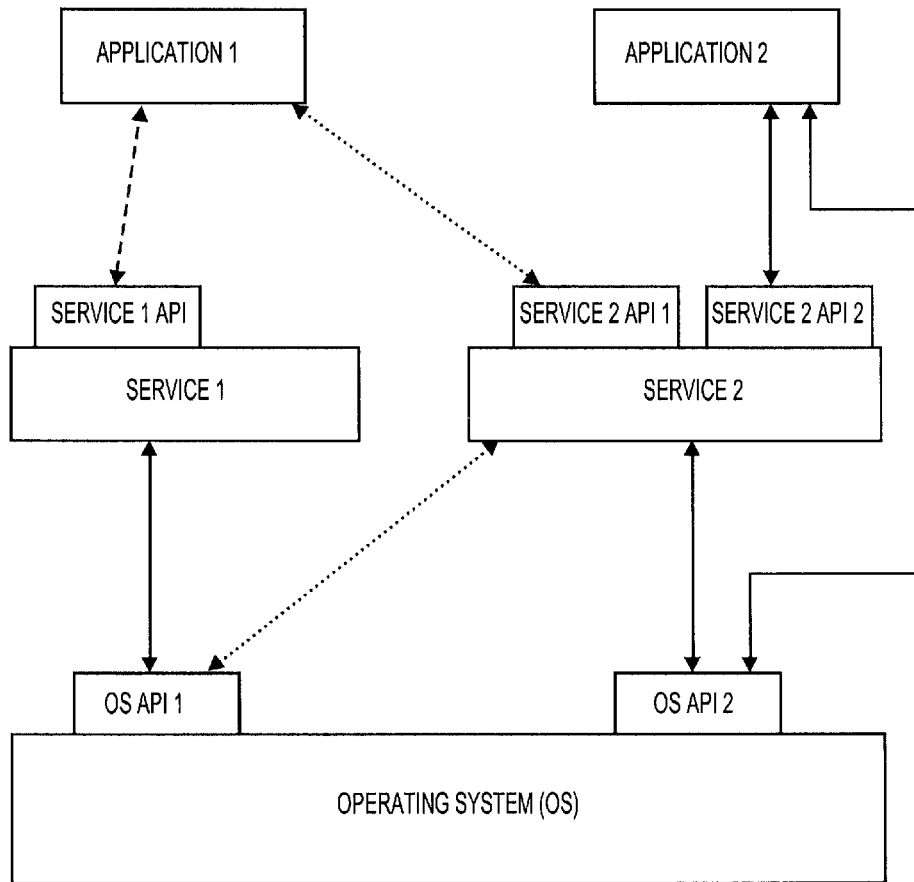 APPLICATION 1
APPLICATION 2
SERVICE 1 API
SERVICE 2 API 1
SERVICE 2 API 2
SERVICE 1
SERVICE 2
OS API 1
OS API 2
OPERATING SYSTEM (OS)